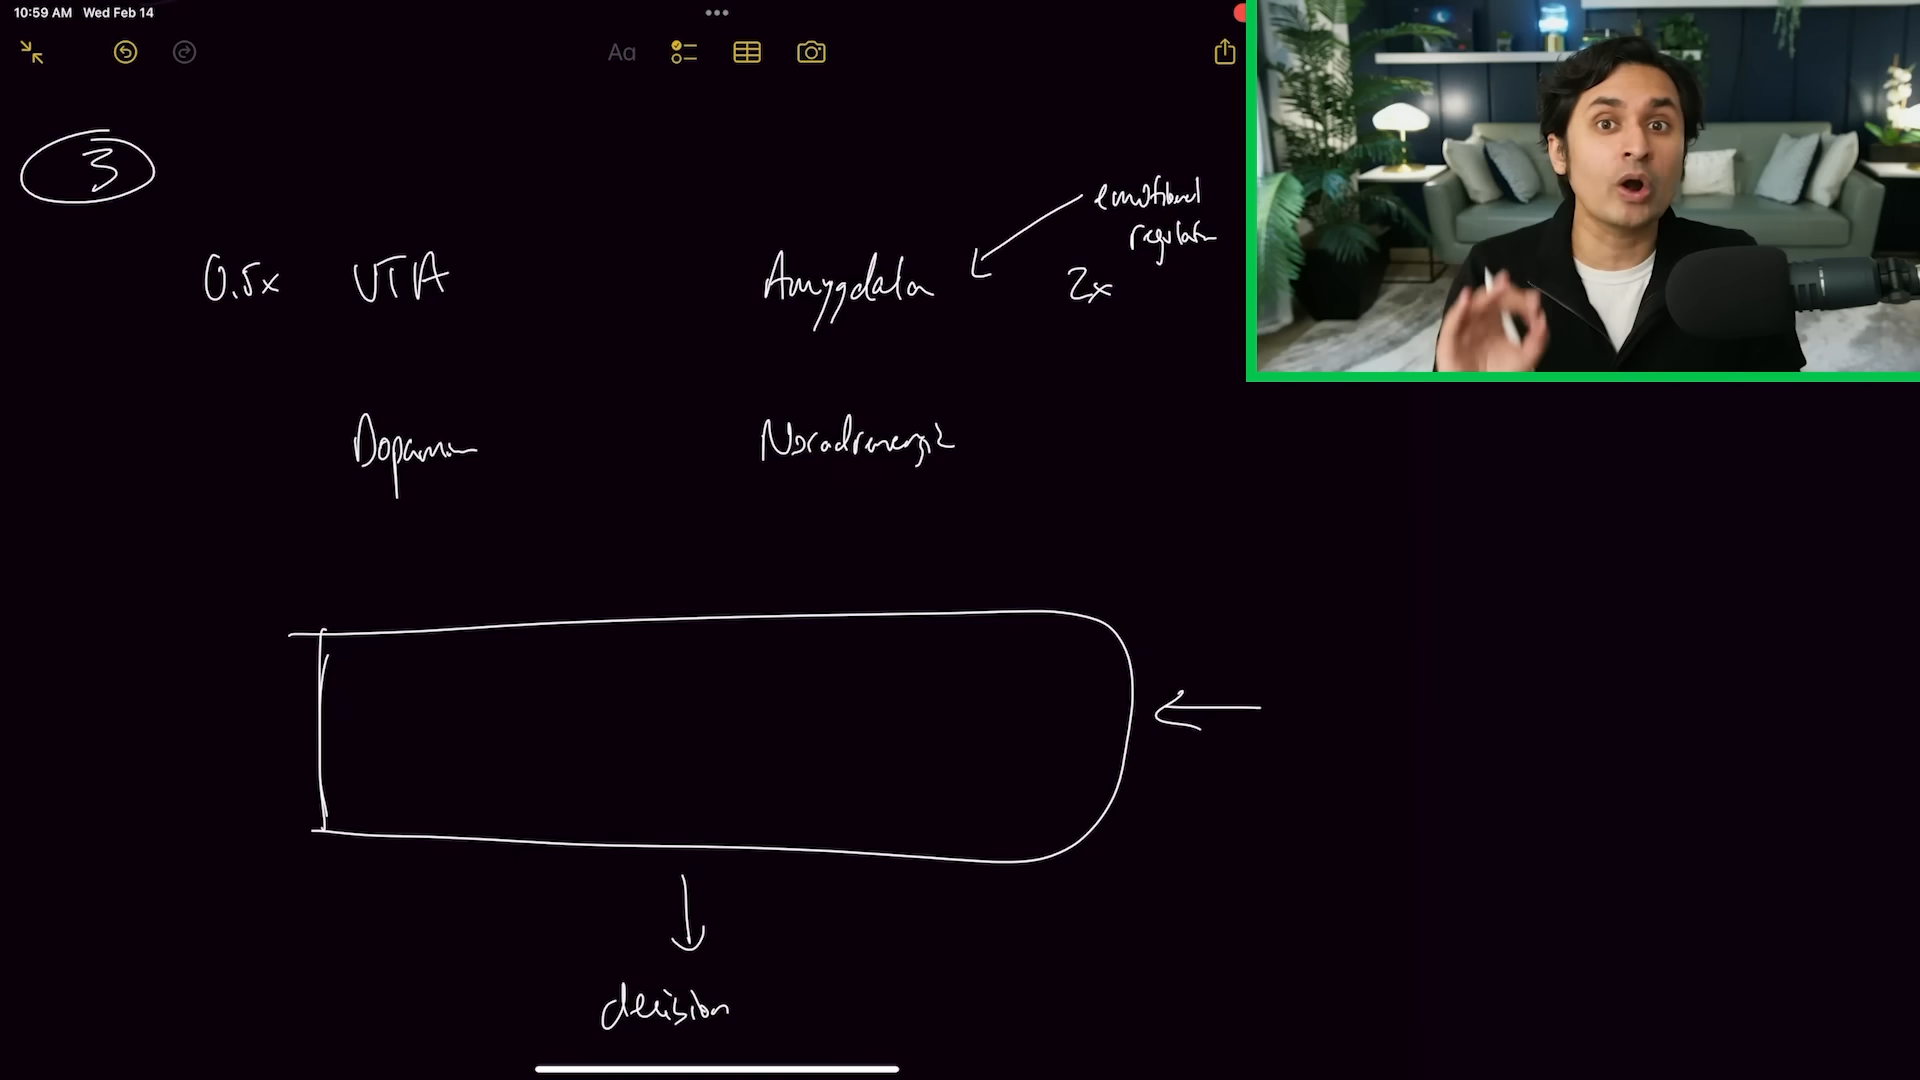 10:59 AM Wed Feb 14
Aa
3
emotional
regulation
0.5x VTA Amygdala 2x
Dopamine Noradrenergic
decision